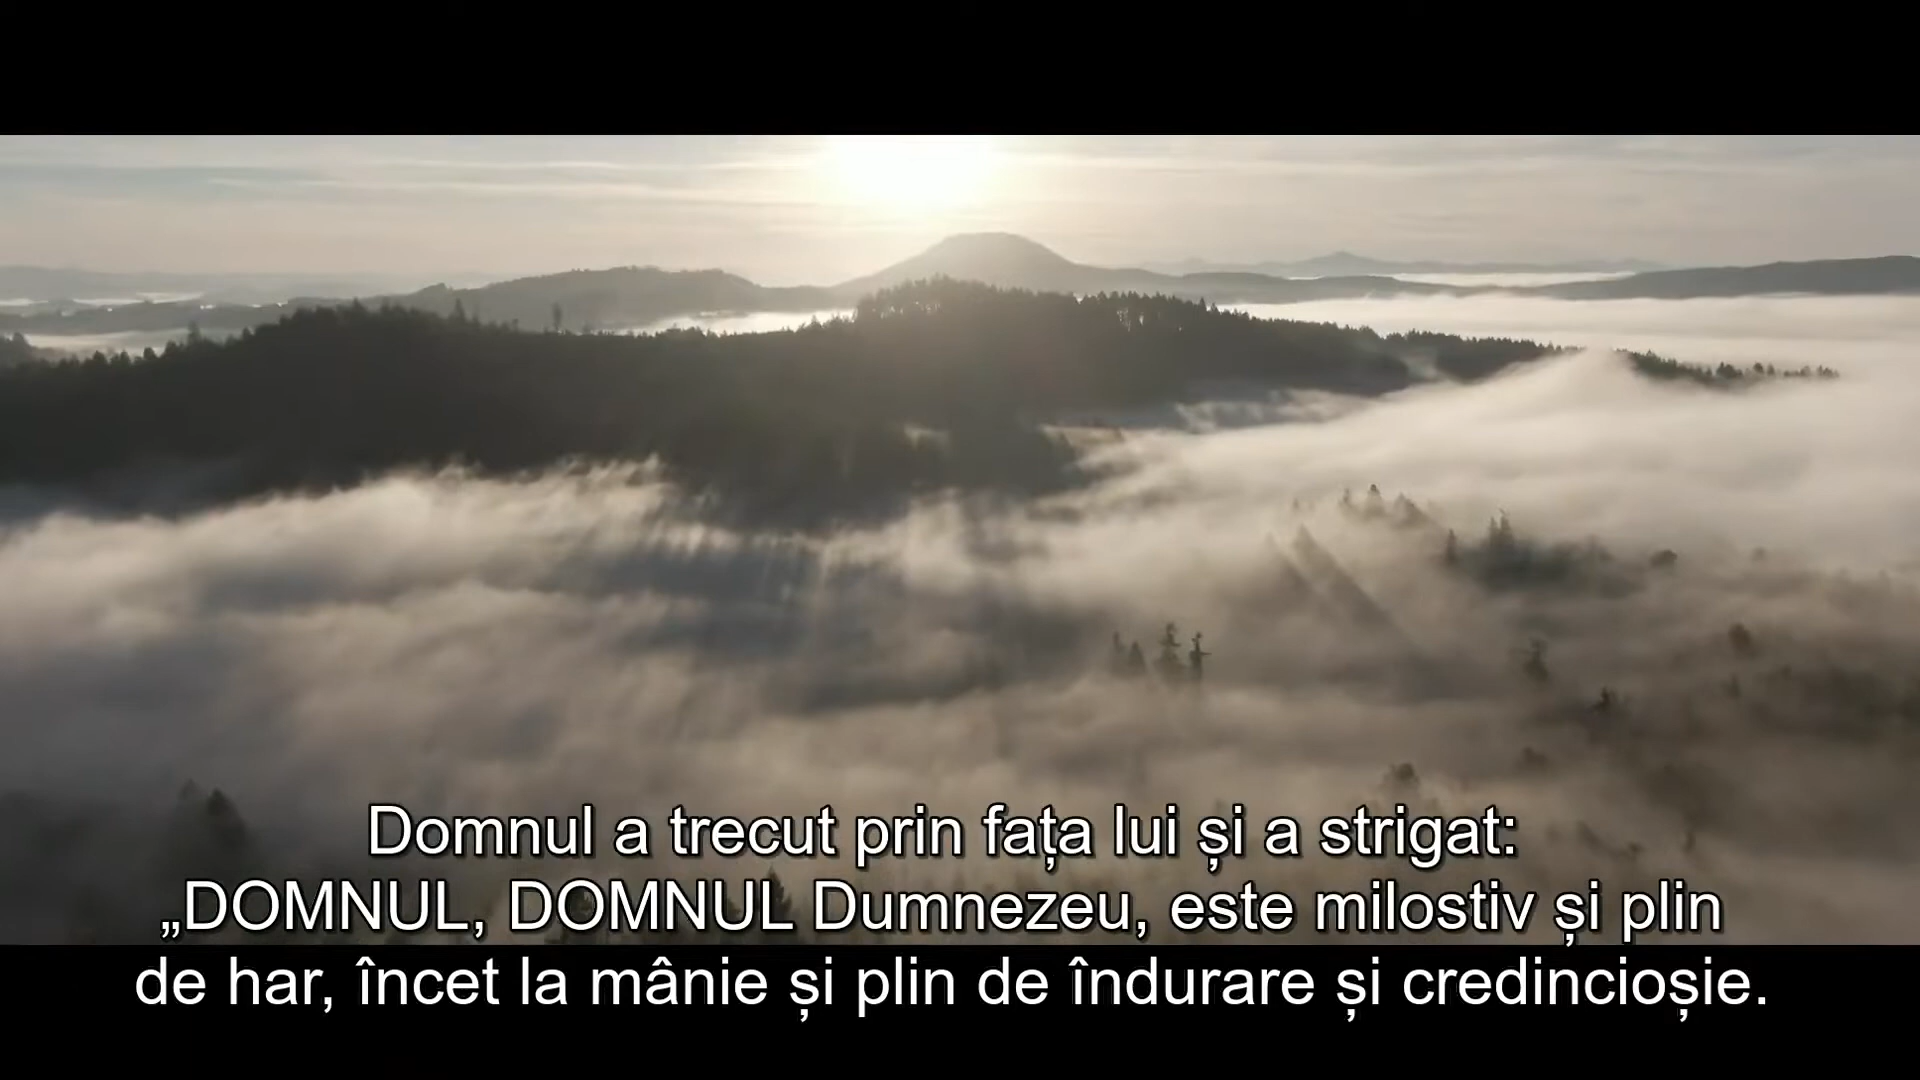 Domnul a trecut prin fața lui și a strigat:
„DOMNUL, DOMNUL Dumnezeu, este milostiv și plin
de har, încet la mânie și plin de îndurare și credincioșie.